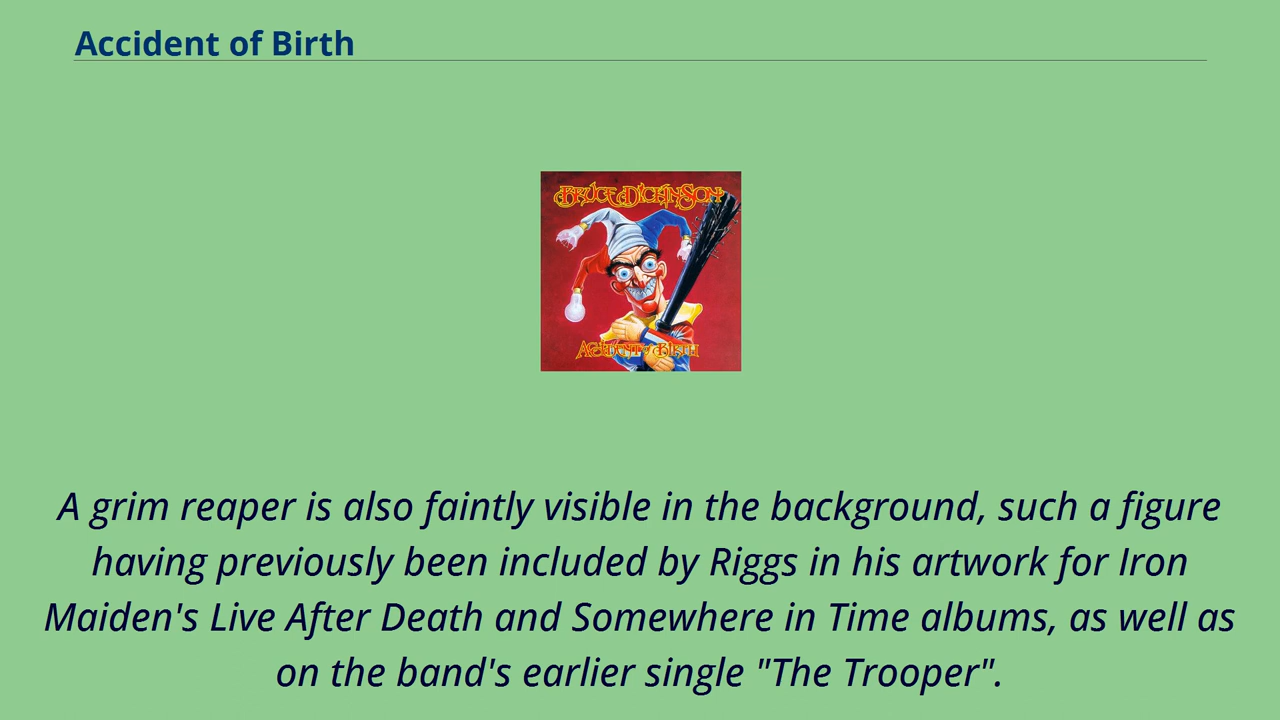 Accident of Birth
BRUCE DICKINSON
ACCIDENT OF BIRTH
A grim reaper is also faintly visible in the background, such a figure
having previously been included by Riggs in his artwork for Iron
Maiden's Live After Death and Somewhere in Time albums, as well as
on the band's earlier single "The Trooper".